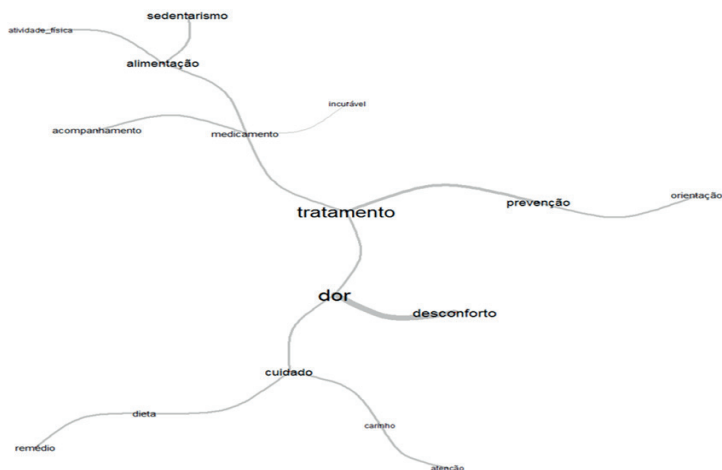 sedentarismo
atividade_física
alimentação
incurável
acompanhamento
medicamento
orientação
prevenção
tratamento
dor
desconforto
cuidado
dieta
carinho
remédio
atenção